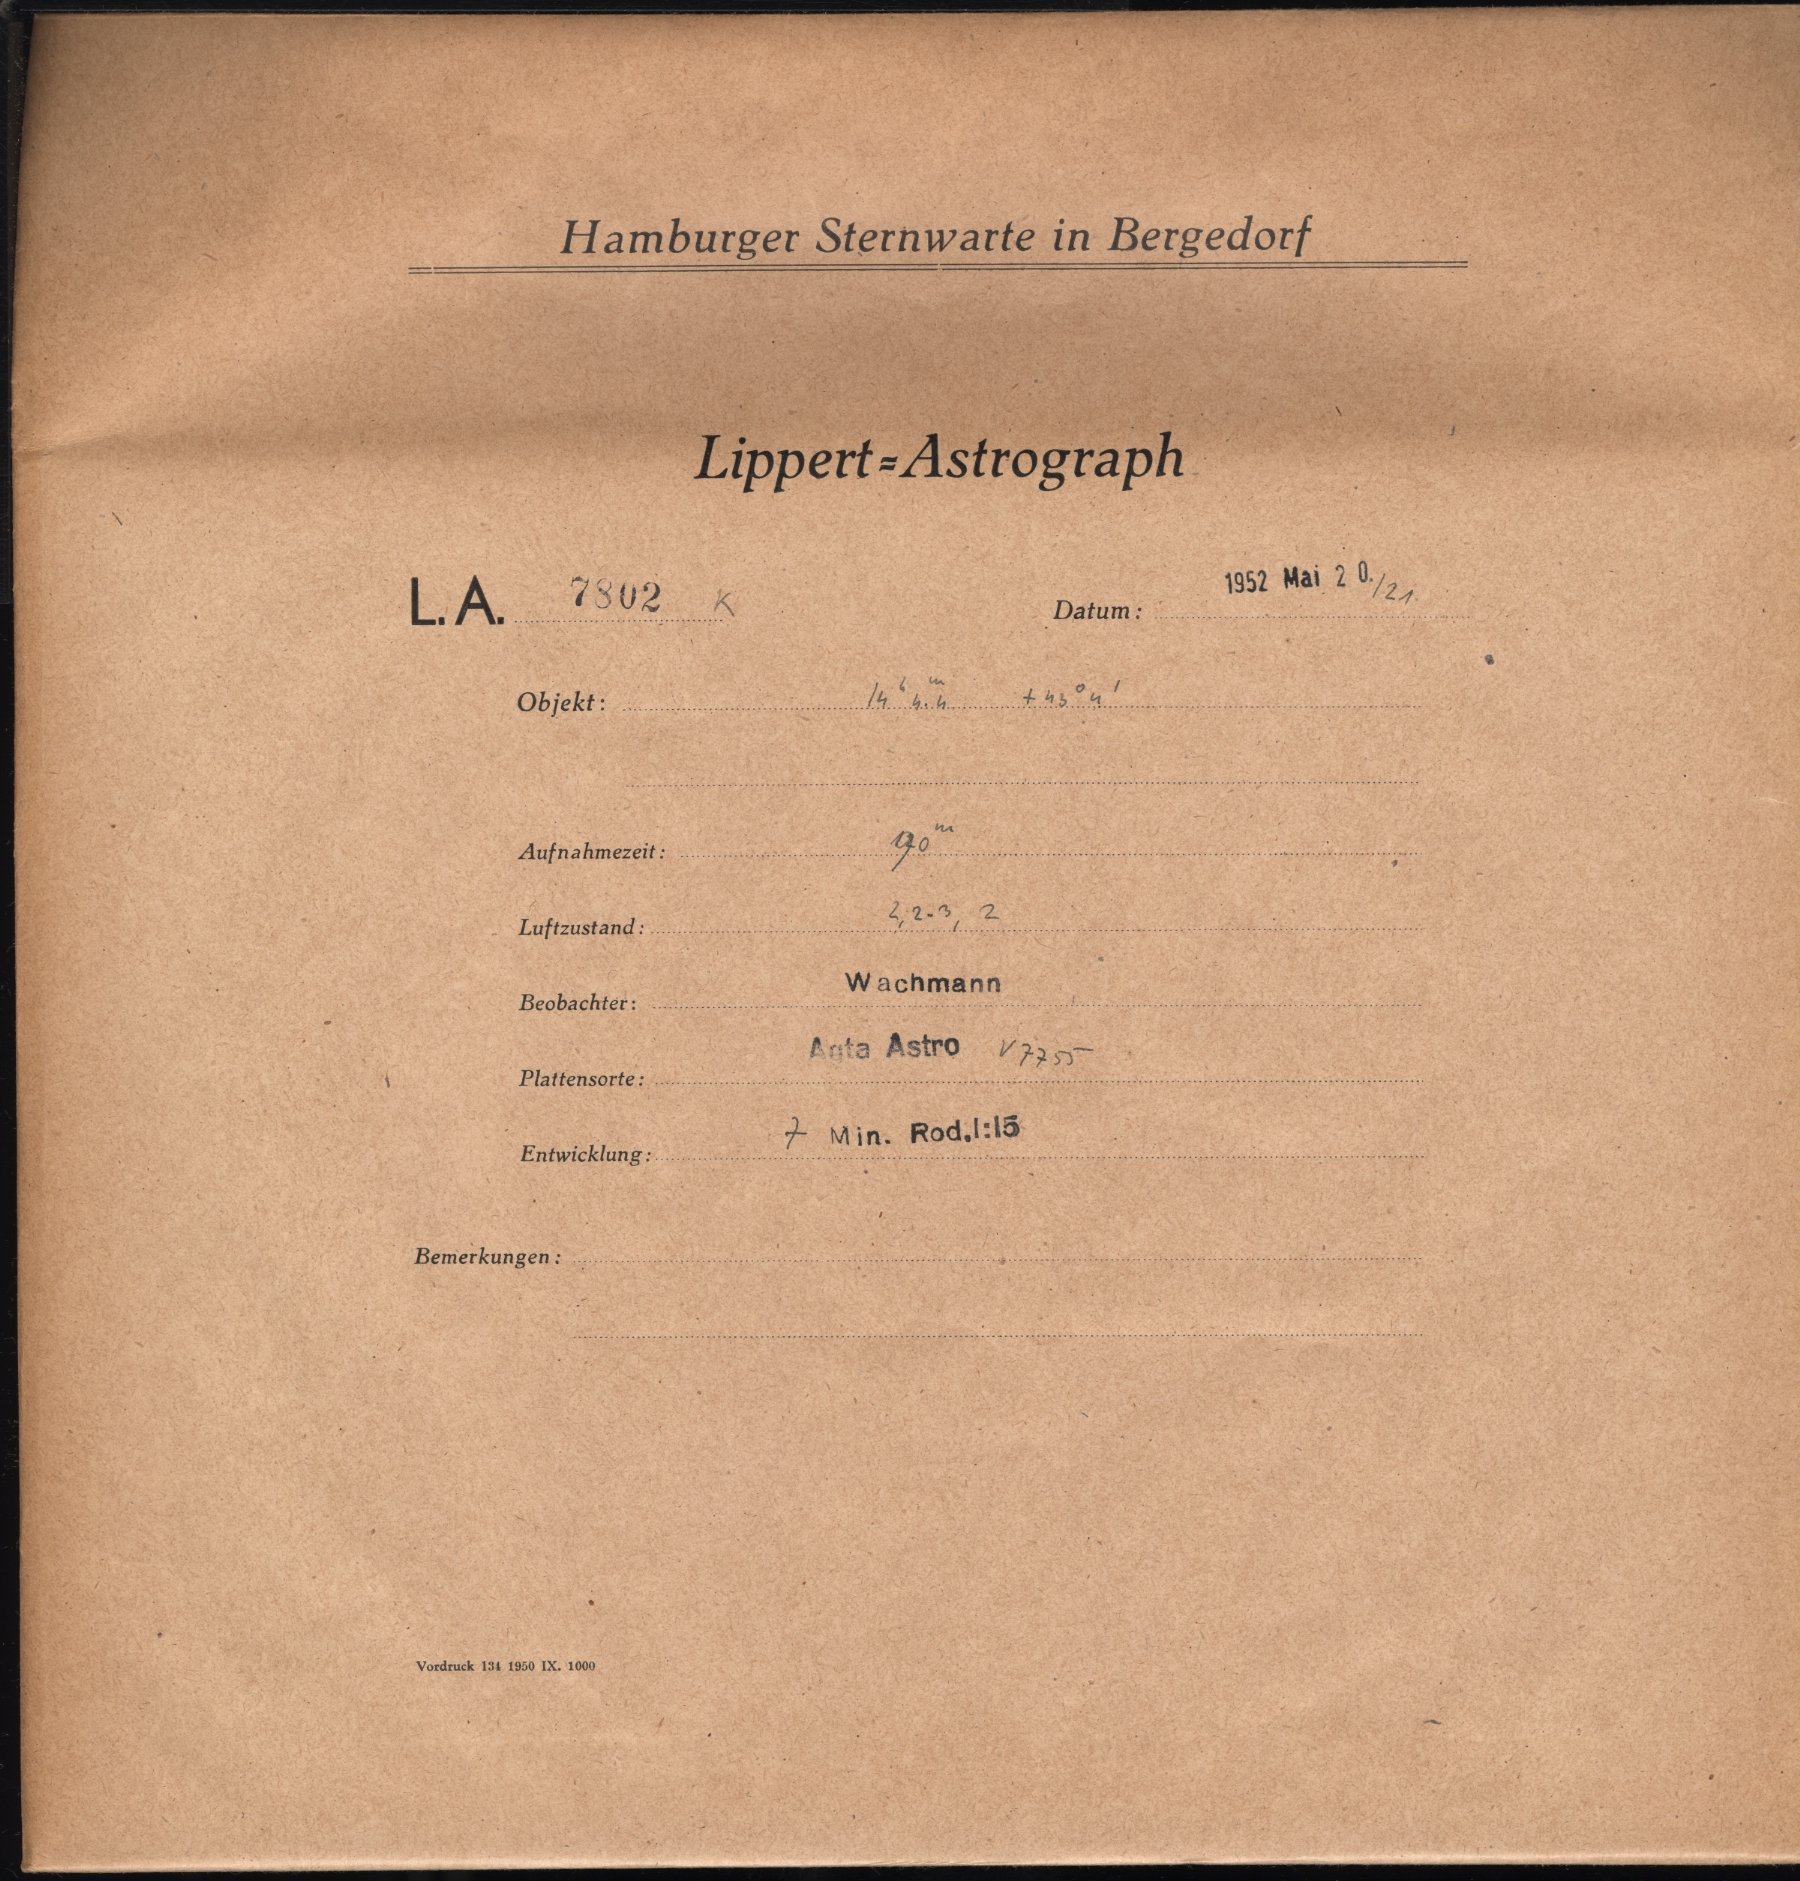 Hamburger Sternwarte in Bergedorf
Lippert=Astrograph
L.A. 7802 K
Datum: 1952 Mai 20./21.
Objekt: 14h 4.4m +43° 4'
Aufnahmezeit: 90m
Luftzustand: 2, 2-3, 2
Beobachter: Wachmann
Plattensorte: Agfa Astro V7755
Entwicklung: 7 Min. Rod. 1:15
Bemerkungen:
Vordruck 134 1950 IX. 1000